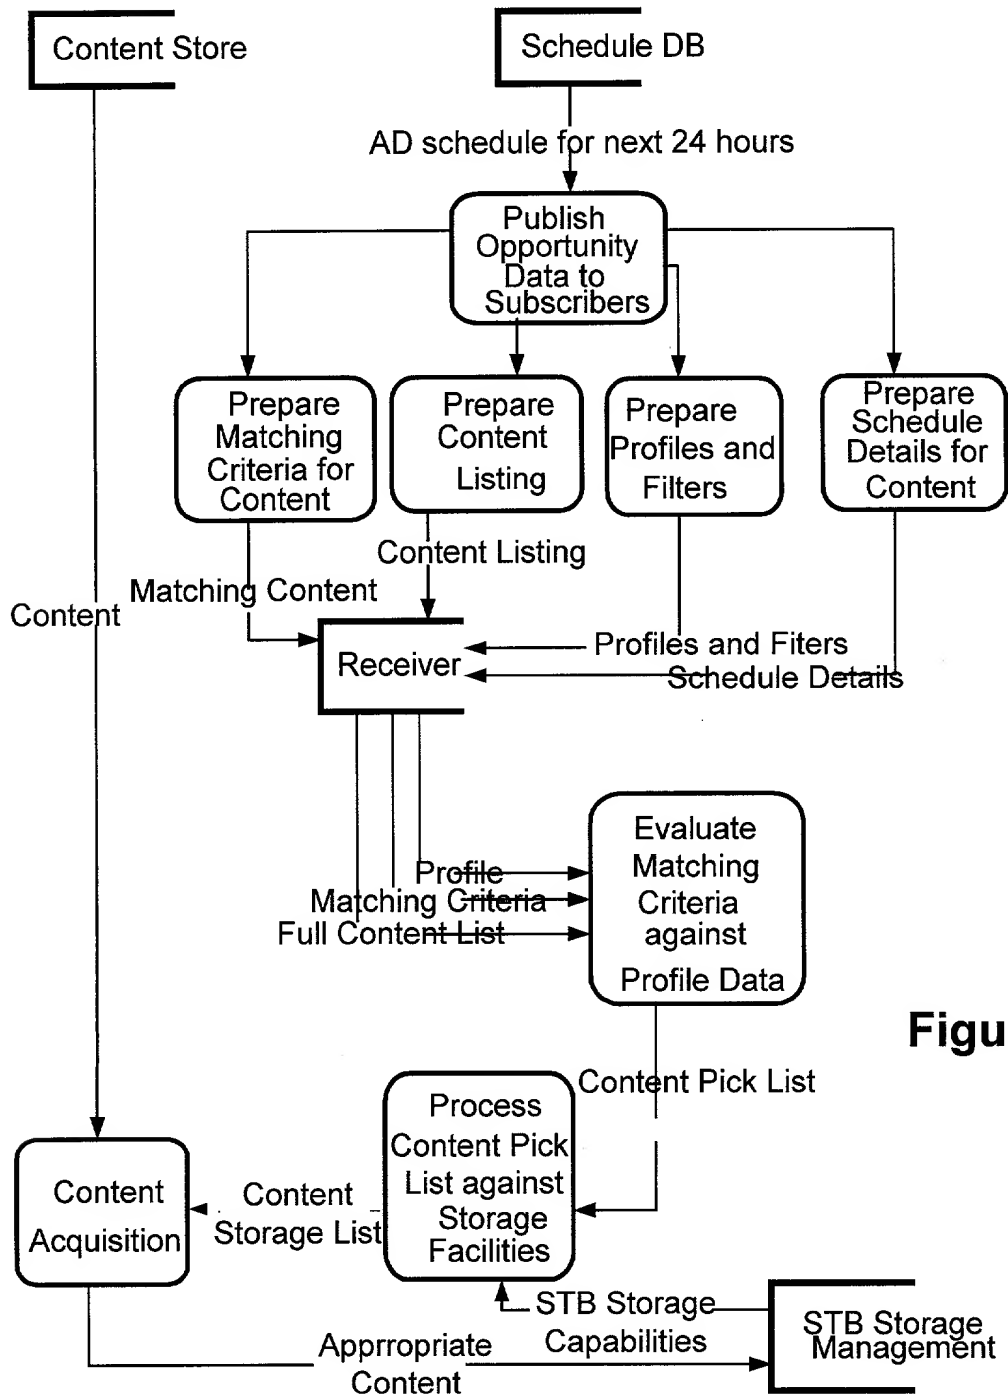 Content Store
Schedule DB
AD schedule for next 24 hours
Publish
Opportunity
Data to
Subscribers
Prepare
Matching
Criteria for
Content
Prepare
Content
Listing
Prepare
Profiles and
Filters
Prepare
Schedule
Details for
Content
Content Listing
Matching Content
Content
Profiles and Fiters
Schedule Details
Receiver
Evaluate
Matching
Criteria
against
Profile Data
Profile
Matching Criteria
Full Content List
Figu
Content Pick List
Process
Content Pick
List against
Storage
Facilities
Content
Storage List
Content
Acquisition
STB Storage
Capabilities
STB Storage
Management
Apprropriate
Content